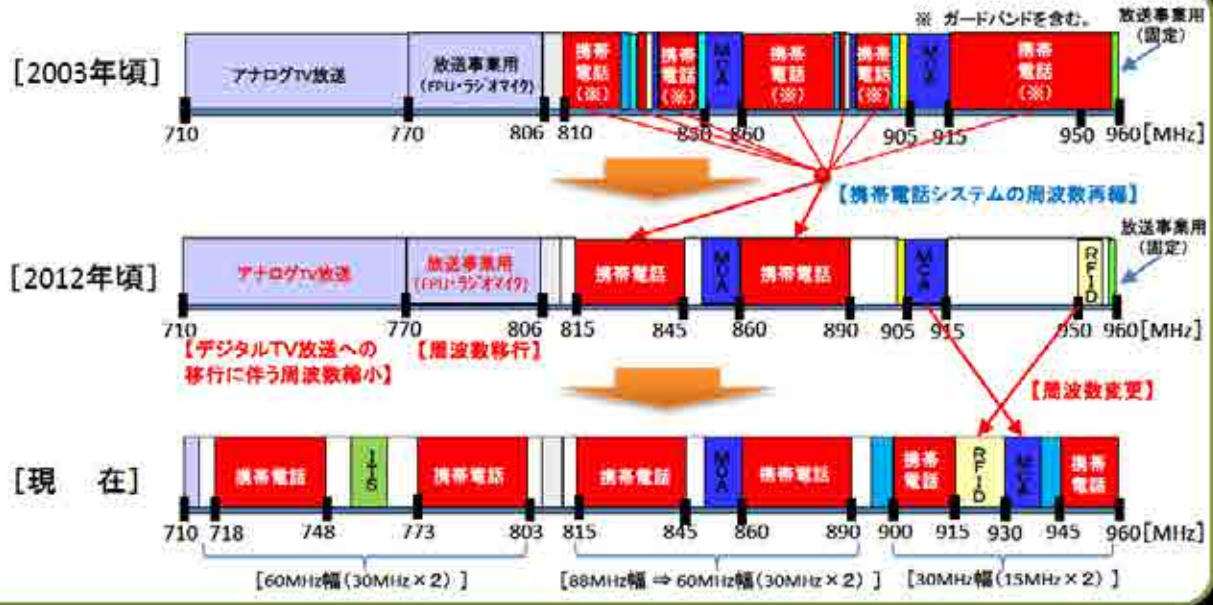 ※ ガードバンドを含む。
放送事業用
(固定)
[2003年頃]
アナログTV放送
放送事業用
(FPU・ラジオマイク)
携帯
電話
(※)
携帯
電話
(※)
MCA
携帯
電話
(※)
携帯
電話
(※)
MCA
携帯
電話
(※)
710
770
806
810
850
860
905
915
950
960[MHz]
【携帯電話システムの周波数再編】
放送事業用
(固定)
[2012年頃]
アナログTV放送
放送事業用
(FPU・ラジオマイク)
携帯電話
MCA
携帯電話
MCA
RFID
710
770
806
815
845
860
890
905
915
950
960[MHz]
【デジタルTV放送への
移行に伴う周波数縮小】
【周波数移行】
【周波数変更】
[現 在]
携帯電話
ITS
携帯電話
携帯電話
MCA
携帯電話
携帯
電話
RFID
MCA
携帯
電話
710
718
748
773
803
815
845
860
890
900
915
930
945
960[MHz]
[60MHz幅(30MHz×2)]
[88MHz幅 ⇒ 60MHz幅(30MHz×2)]
[30MHz幅(15MHz×2)]